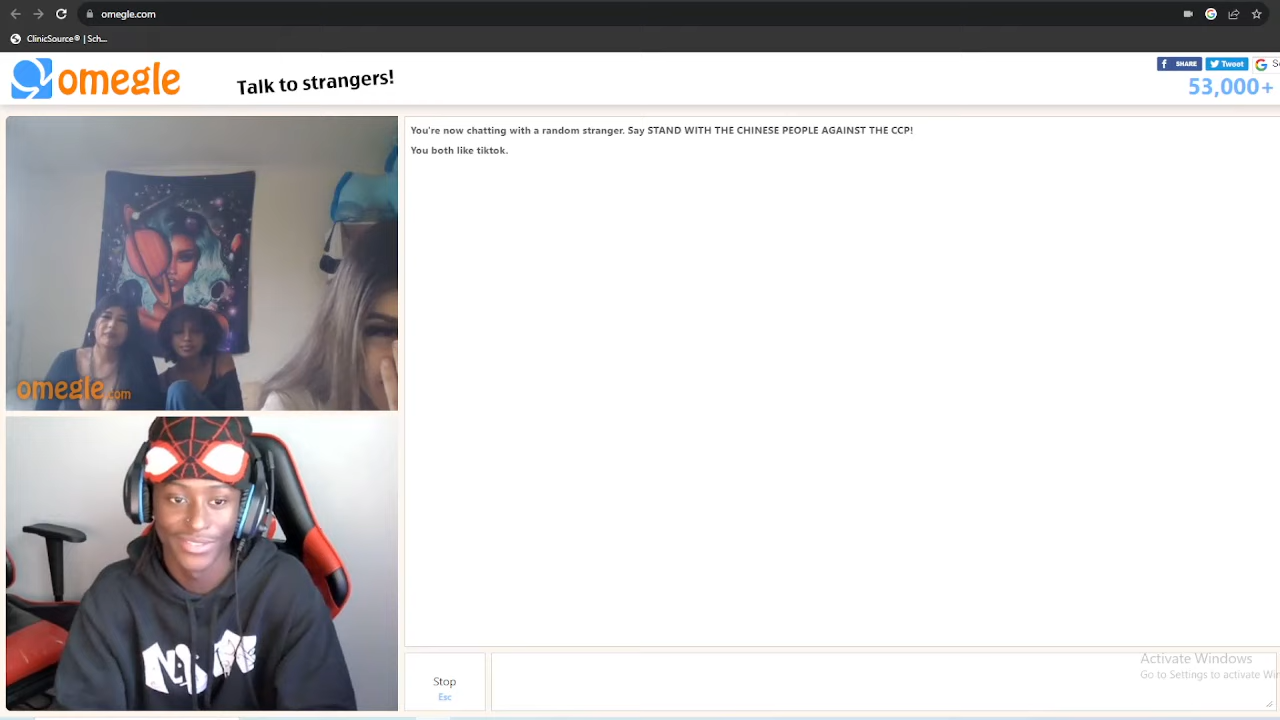 omegle.com
ClinicSource® | Sch...
omegle
Talk to strangers!
SHARE
Tweet
53,000+
You're now chatting with a random stranger. Say STAND WITH THE CHINESE PEOPLE AGAINST THE CCP!
You both like tiktok.
omegle.com
Stop
Esc
Activate Windows
Go to Settings to activate Win